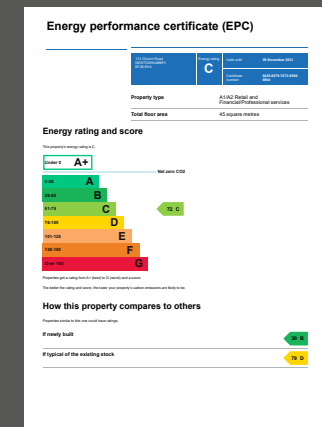 Energy performance certificate (EPC)
174 Church Road
NEWTOWNABBEY
Energy rating
C
Valid until:
Certificate number:
Property type
A1/A2 Retail and
Financial/Professional services
Total floor area
45 square metres
Energy rating and score
This property's energy rating is C.
Under 0 A+
Net zero CO2
0-25 A
26-50 B
51-75 C
72 C
76-100 D
101-125 E
126-150 F
Over 150 G
Properties get a rating from A+ (best) to G (worst) and a score.
The better the rating and score, the lower your property's carbon emissions are likely to be.
How this property compares to others
Properties similar to this one could have ratings:
If newly built
If typical of the existing stock
79 D